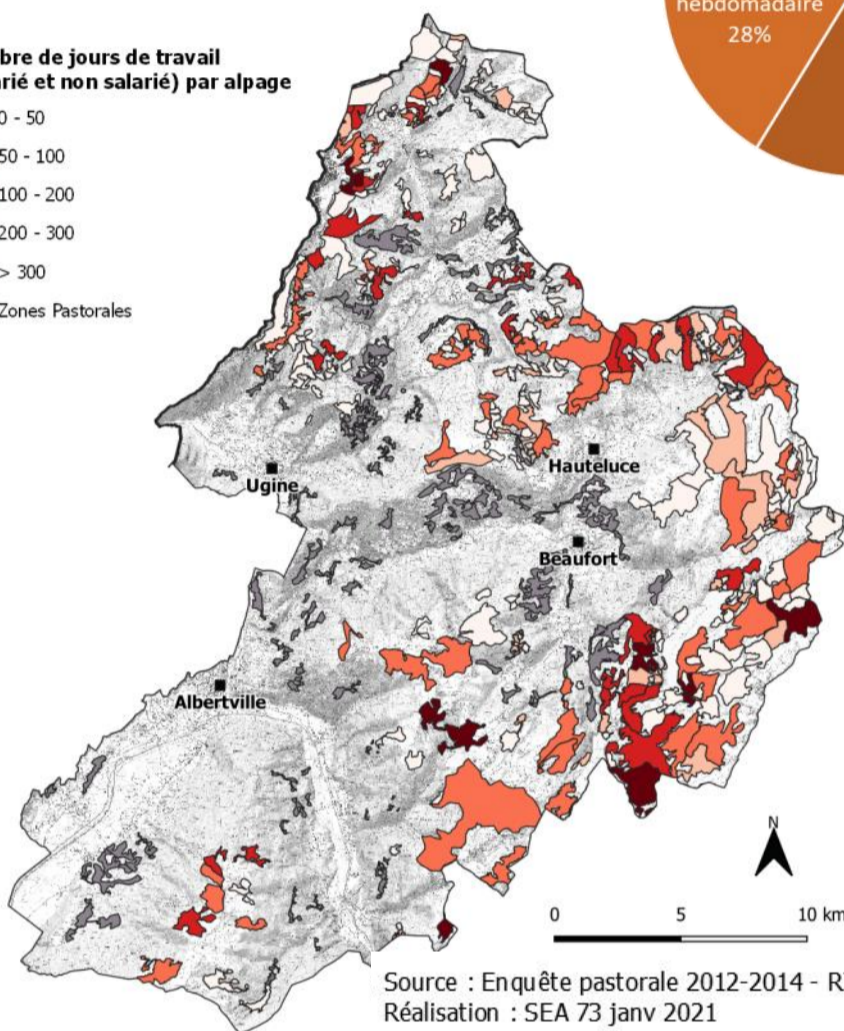 hebdomadaire
28%
bre de jours de travail
arié et non salarié) par alpage
0 - 50
50 - 100
100 - 200
200 - 300
> 300
Zones Pastorales
Hauteluce
Ugine
Beaufort
Albertville
N
0 5 10 km
Source : Enquête pastorale 2012-2014 - R
Réalisation : SEA 73 janv 2021